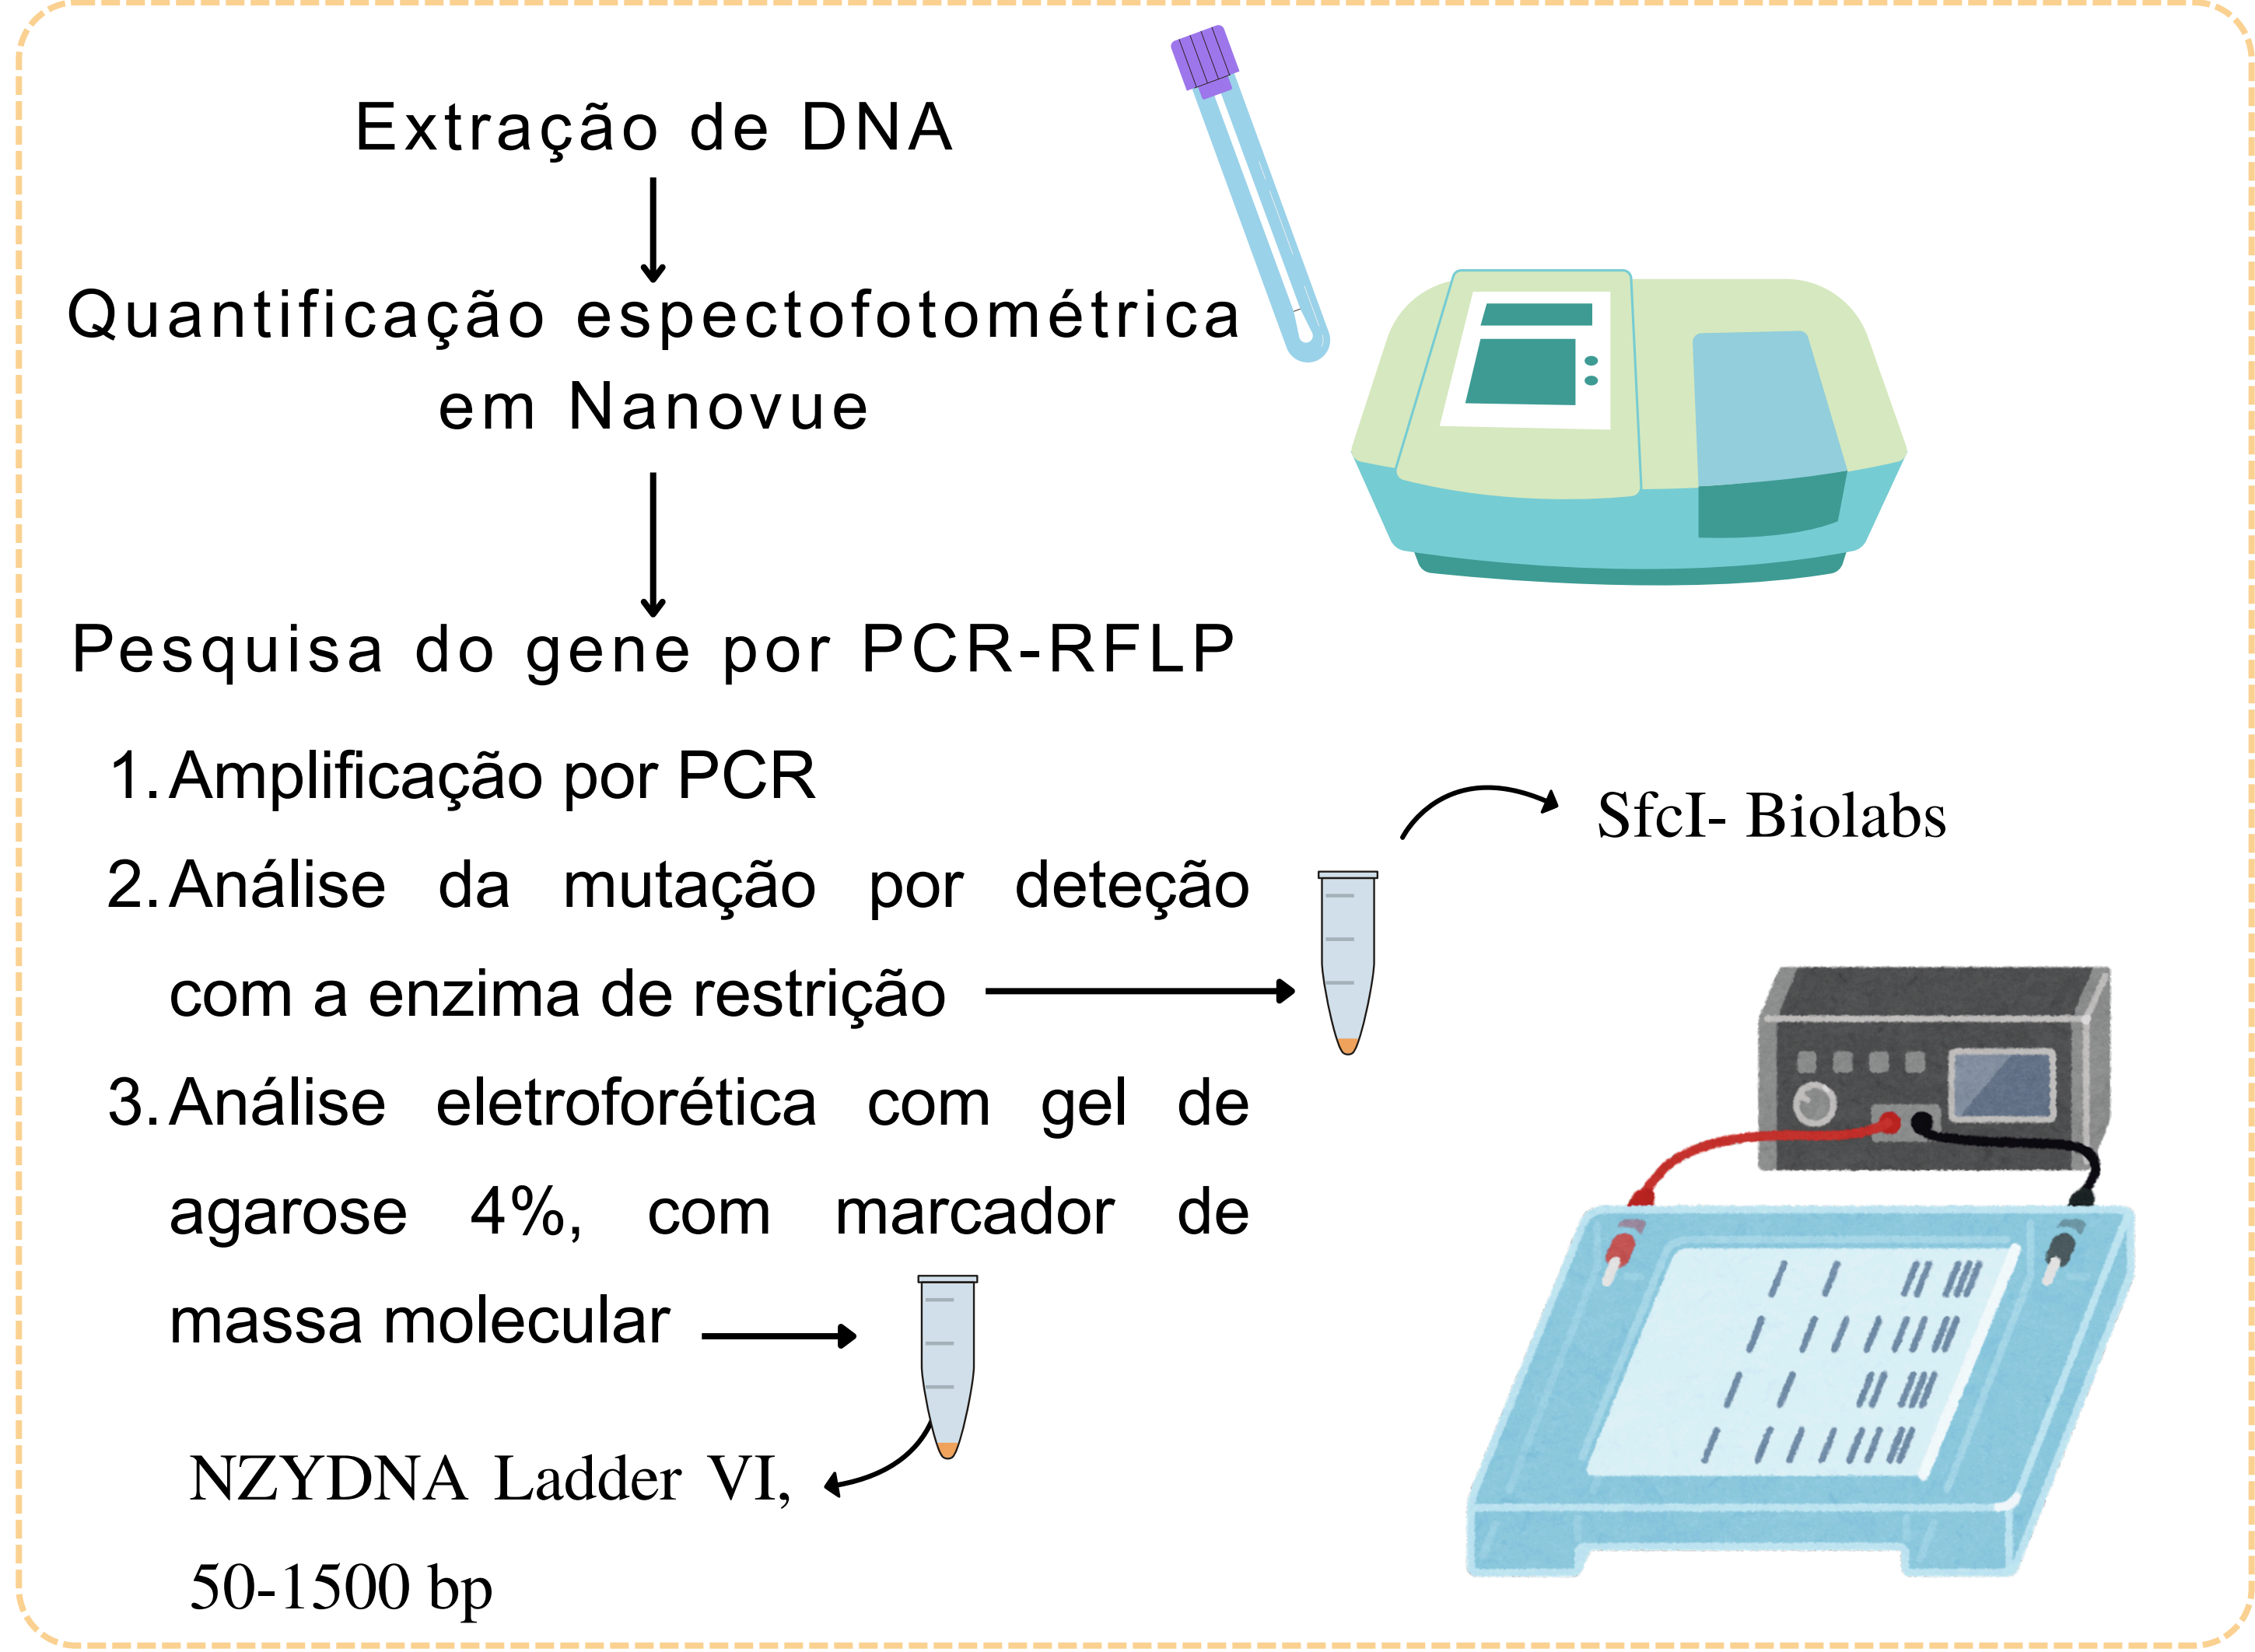 Extração de DNA
Quantificação espectofotométrica
em Nanovue
Pesquisa do gene por PCR-RFLP
1. Amplificação por PCR
2. Análise da mutação por deteção
com a enzima de restrição
SfcI- Biolabs
3. Análise eletroforética com gel de
agarose 4%, com marcador de
massa molecular
NZYDNA Ladder VI,
50-1500 bp